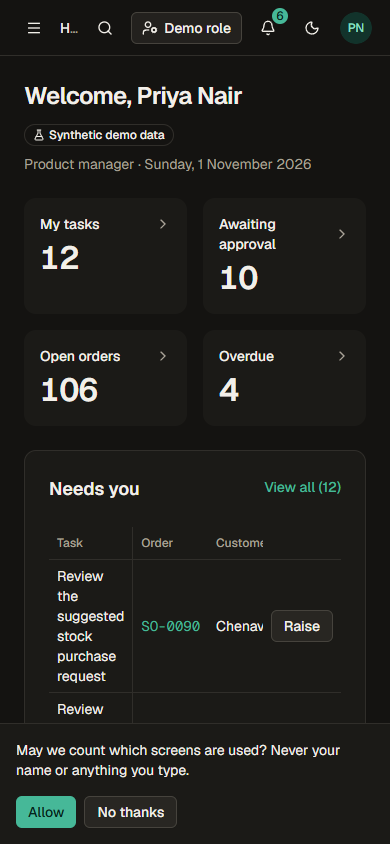 H...
Demo role
6
PN
Welcome, Priya Nair
Synthetic demo data
Product manager · Sunday, 1 November 2026
My tasks
12
Awaiting
approval
10
Open orders
106
Overdue
4
Needs you
View all (12)
Task
Order
Custome
Review
the
suggested
stock
purchase
request
SO-0090
Chenav
Raise
Review
May we count which screens are used? Never your
name or anything you type.
Allow
No thanks